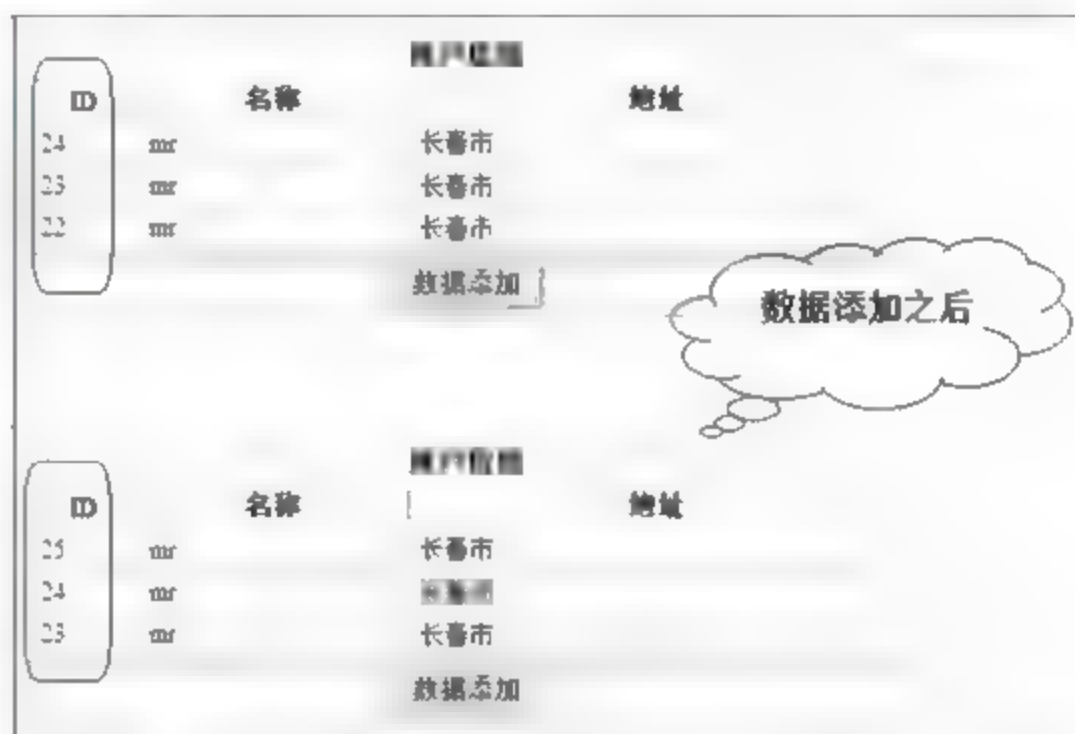 ID 名称 地址
24 mr 长春市
23 mr 长春市
22 mr 长春市
数据添加
数据添加之后
ID 名称 地址
25 mr 长春市
24 mr
23 mr 长春市
数据添加